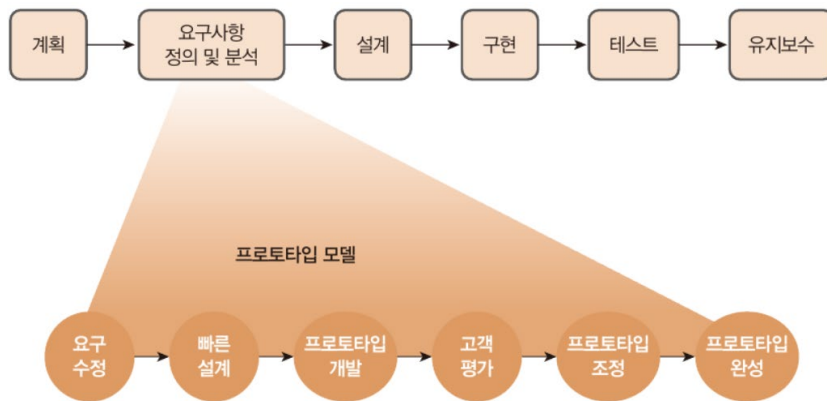 계획
요구사항
정의 및 분석
설계
구현
테스트
유지보수
프로토타입 모델
요구
수정
빠른
설계
프로토타입
개발
고객
평가
프로토타입
조정
프로토타입
완성